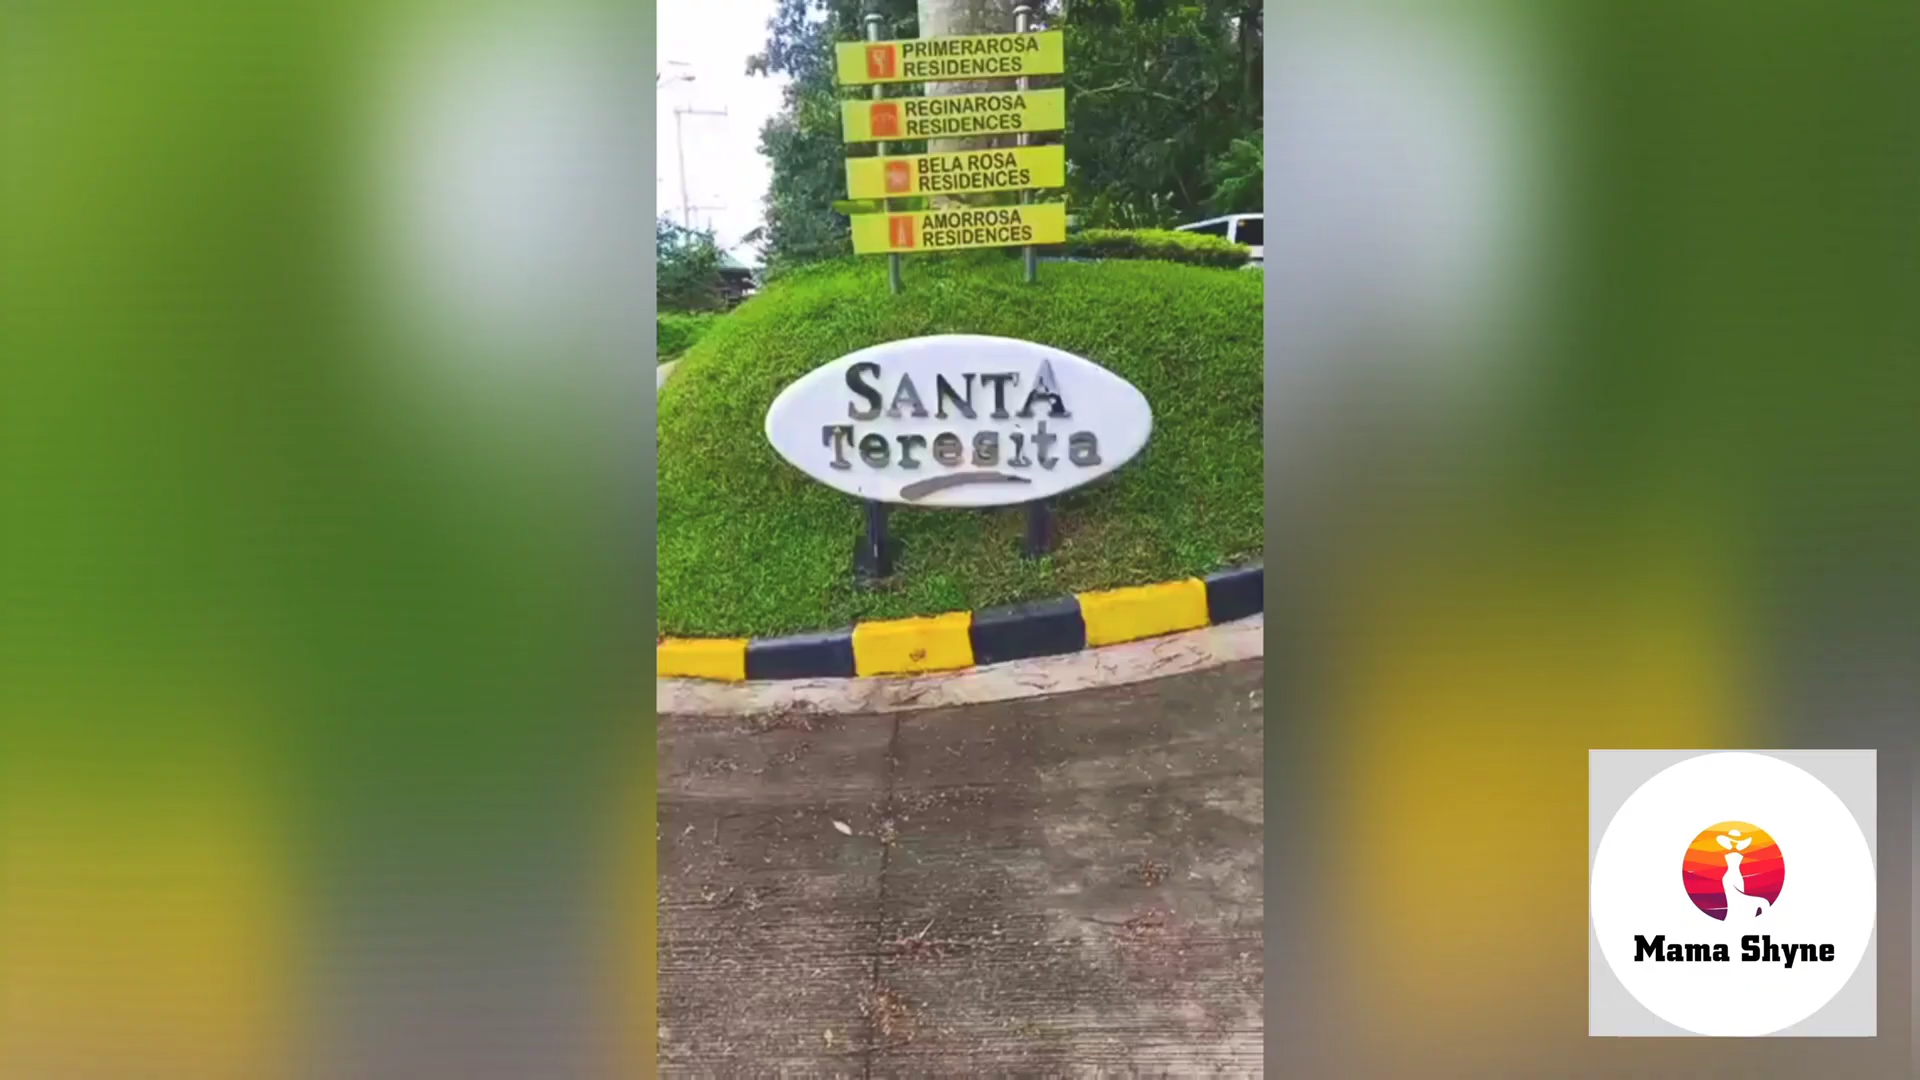 PRIMERAROSA
RESIDENCES
REGINAROSA
RESIDENCES
BELA ROSA
RESIDENCES
AMORROSA
RESIDENCES
SANTA
Teresita
Mama Shyne